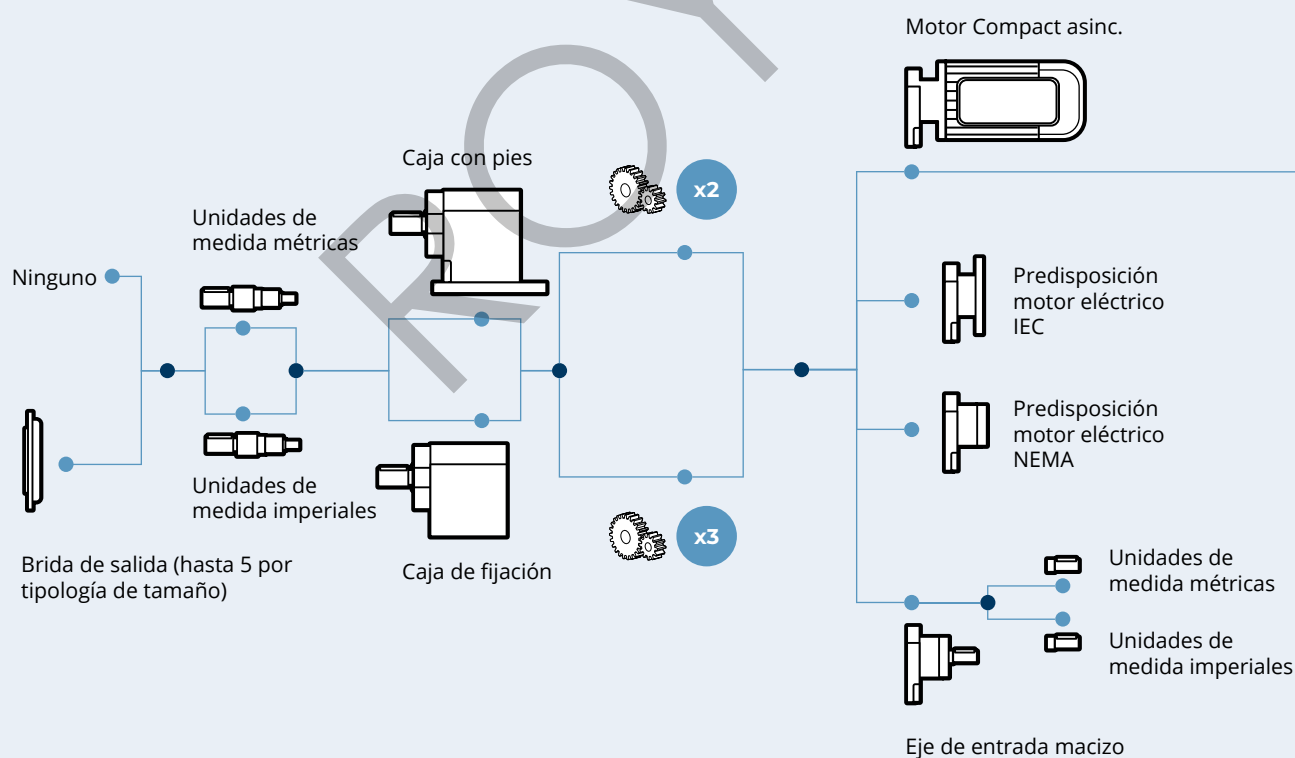 Motor Compact asinc.
Caja con pies
x2
Unidades de
medida métricas
Ninguno
Predisposición
motor eléctrico
IEC
Predisposición
motor eléctrico
NEMA
Unidades de
medida imperiales
x3
Brida de salida (hasta 5 por
tipología de tamaño)
Caja de fijación
Unidades de
medida métricas
Unidades de
medida imperiales
Eje de entrada macizo
ROY